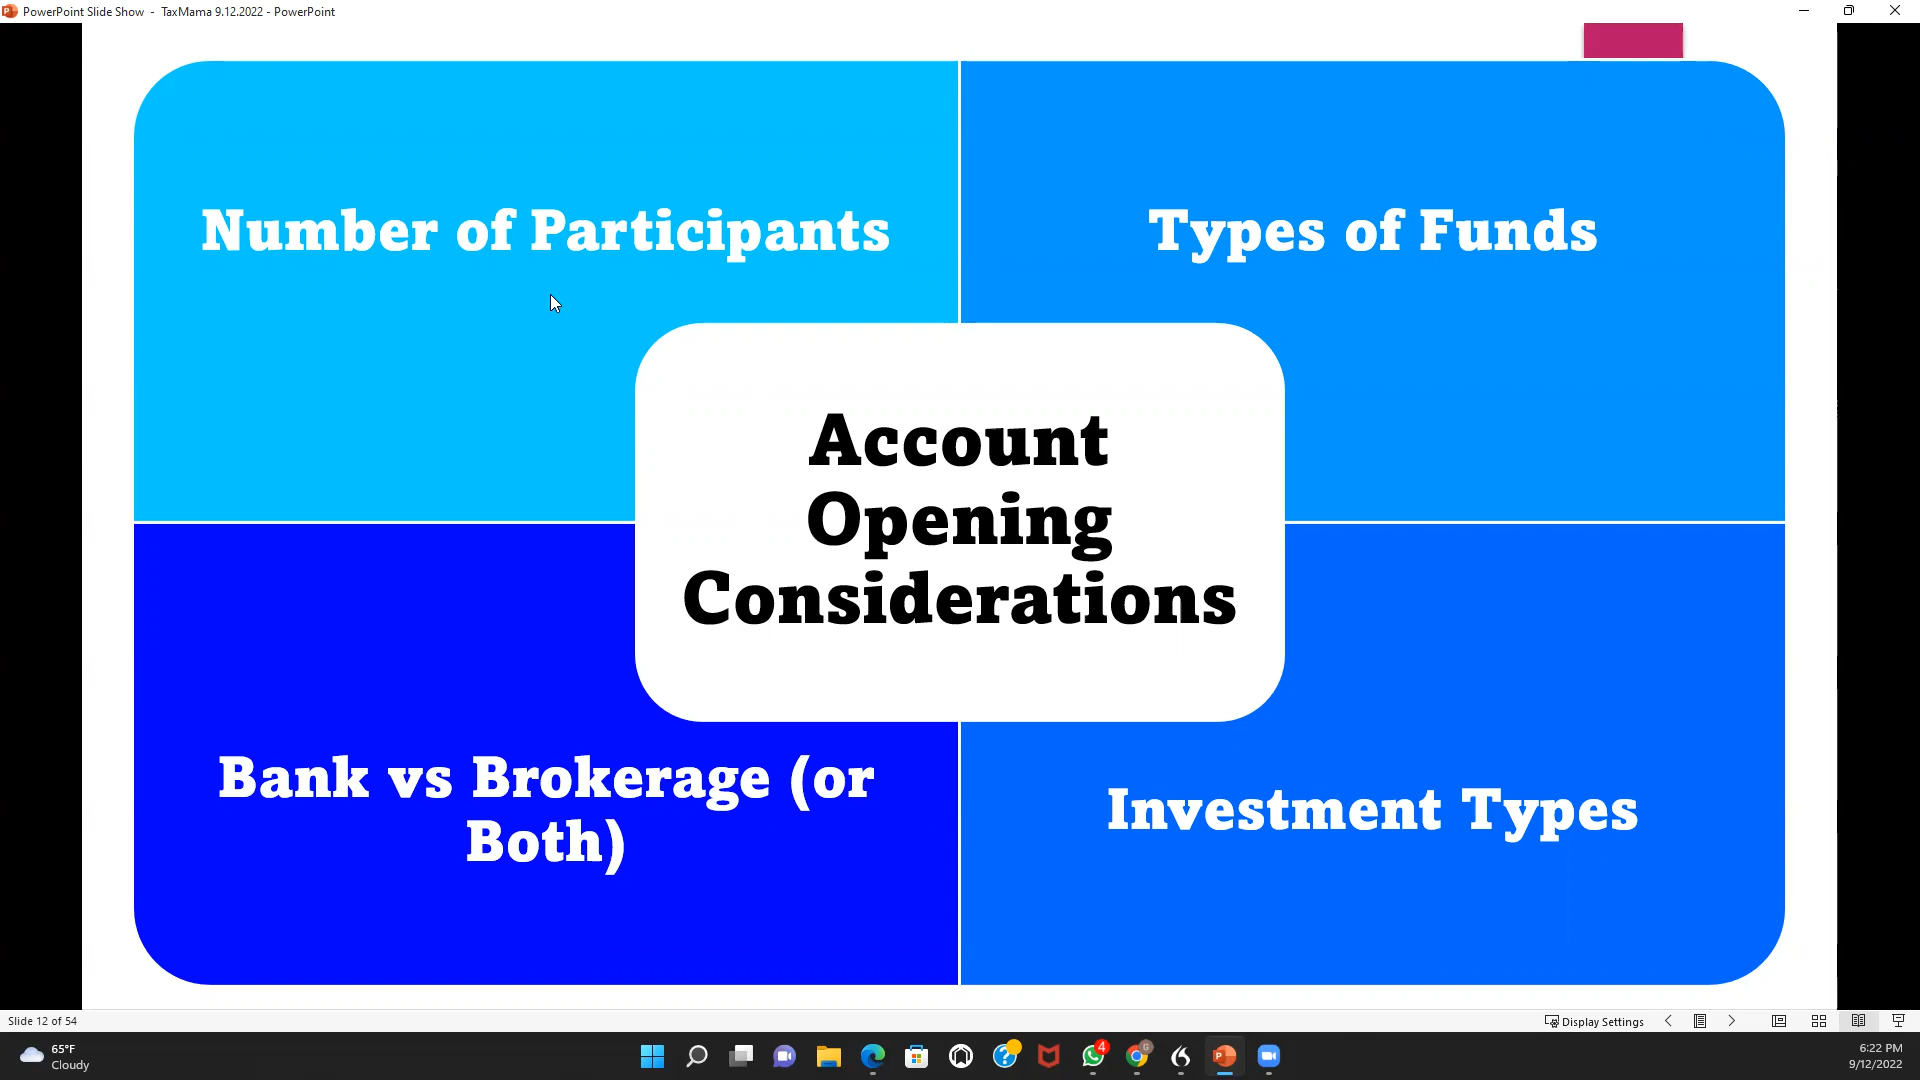 PowerPoint Slide Show - TaxMama 9.12.2022 - PowerPoint
Number of Participants
Types of Funds
Account
Opening
Considerations
Bank vs Brokerage (or
Both)
Investment Types
Slide 12 of 54
Display Settings
65°F
Cloudy
4
G
6:22 PM
9/12/2022